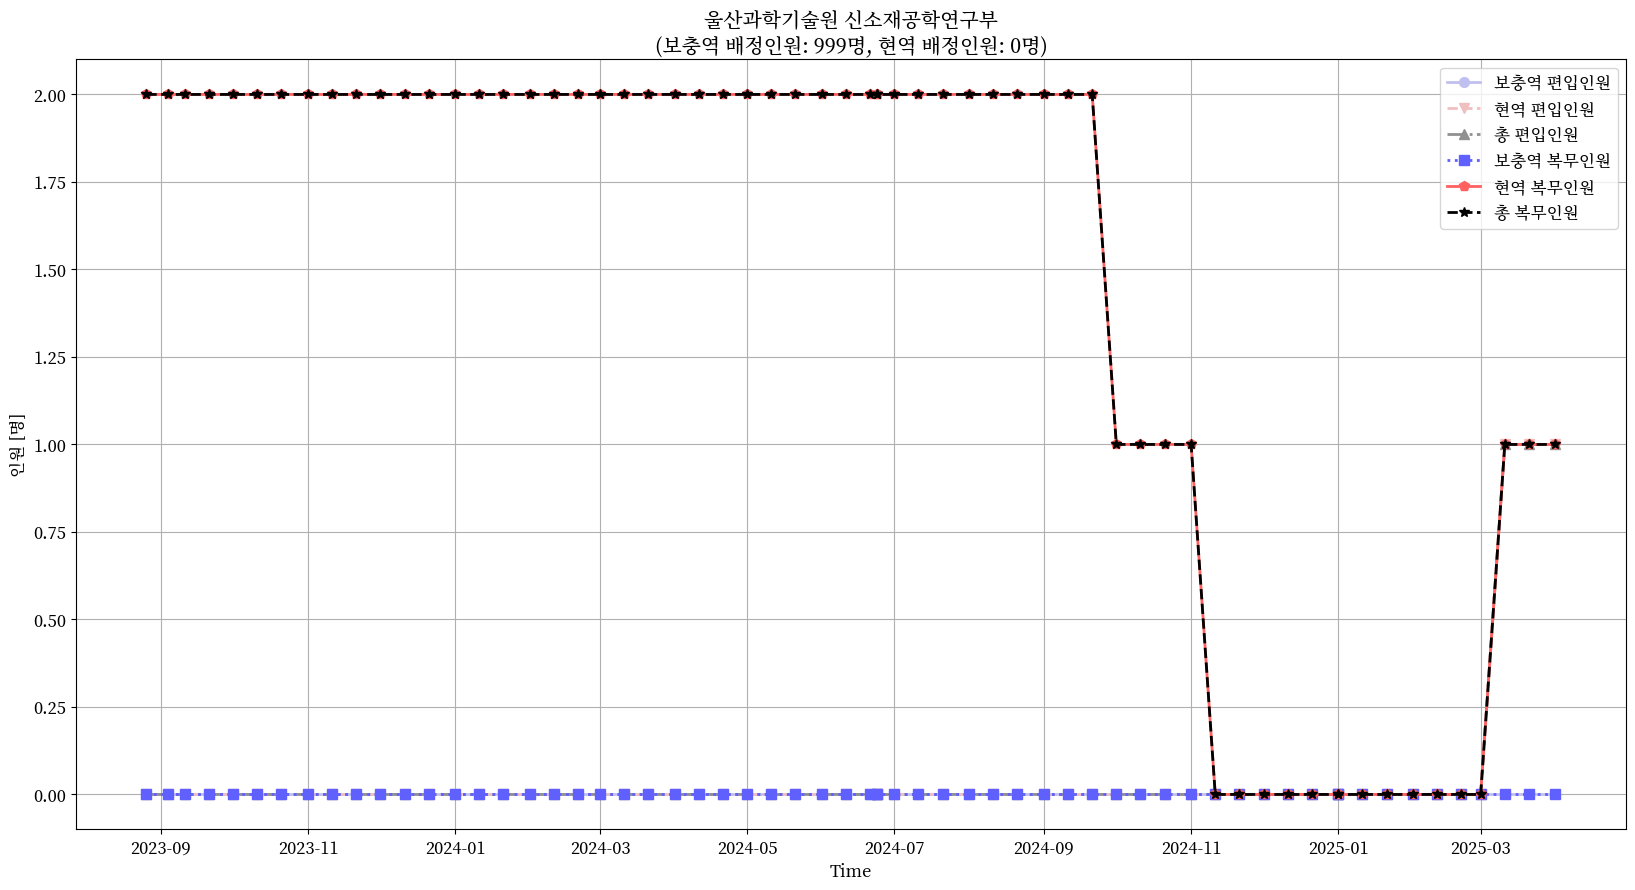 울산과학기술원 신소재공학연구부
(보충역 배정인원: 999명, 현역 배정인원: 0명)
보충역 편입인원
현역 편입인원
총 편입인원
보충역 복무인원
현역 복무인원
총 복무인원
인원 [명]
2.00
1.75
1.50
1.25
1.00
0.75
0.50
0.25
0.00
2023-09 2023-11 2024-01 2024-03 2024-05 2024-07 2024-09 2024-11 2025-01 2025-03
Time